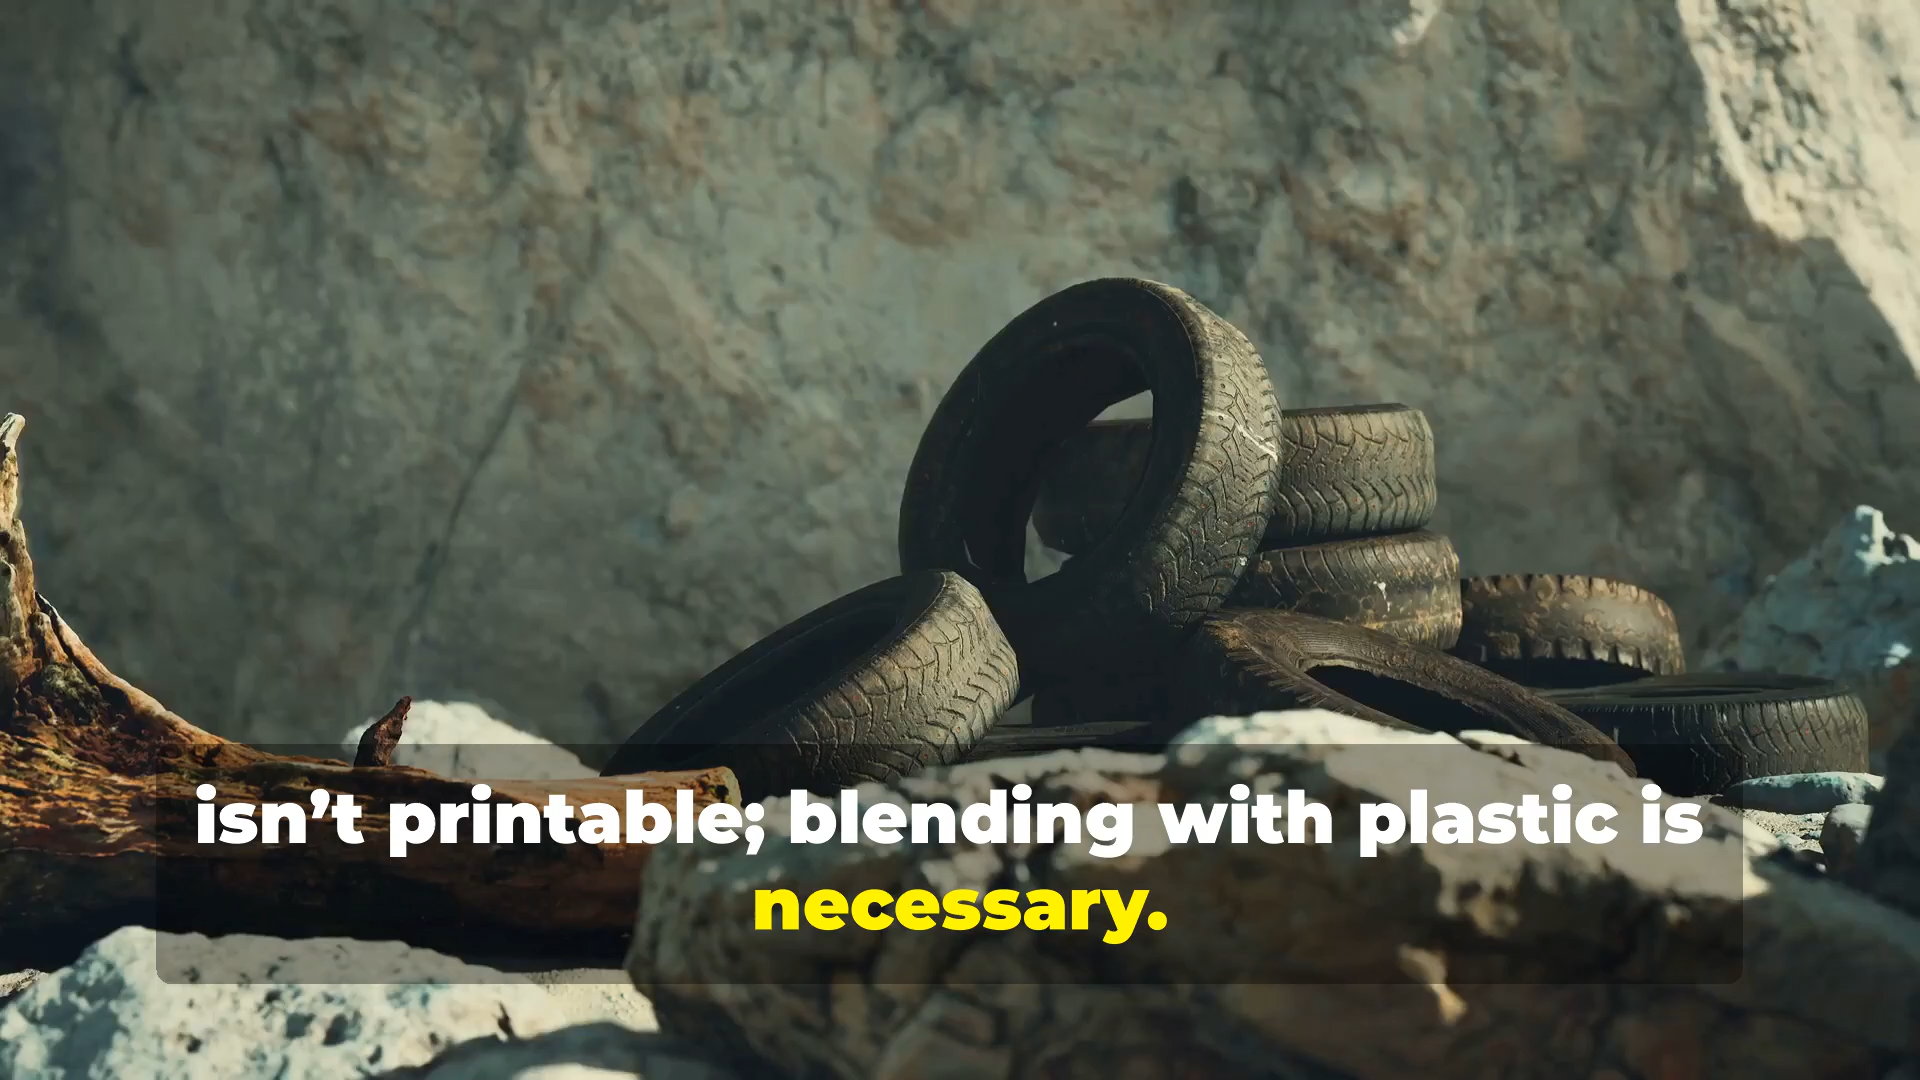 isn’t printable; blending with plastic is
necessary.